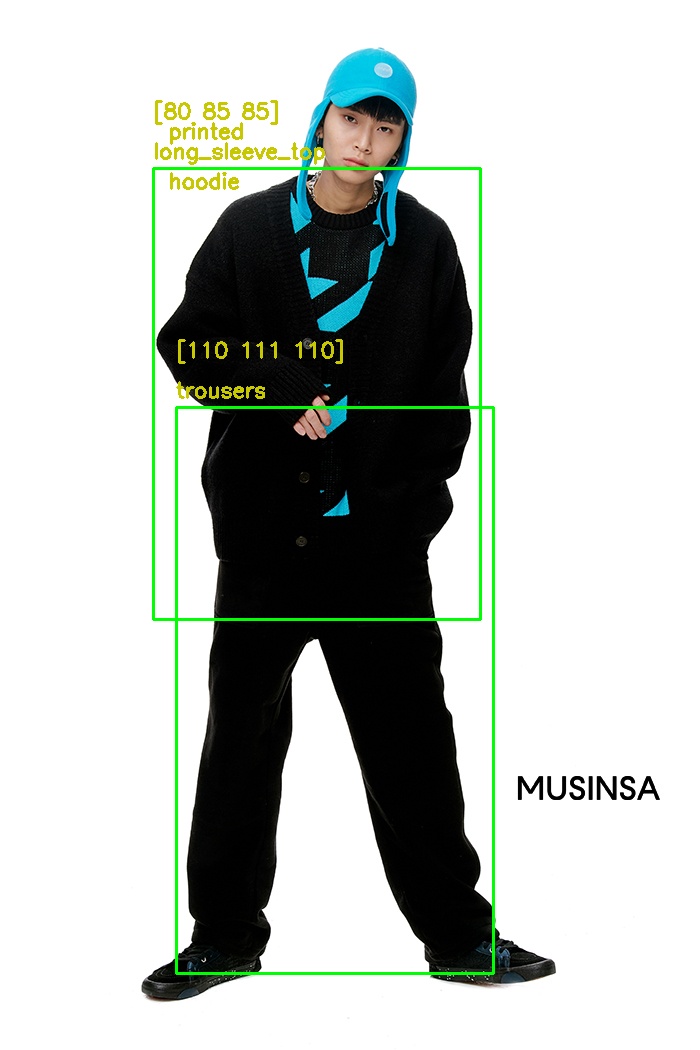 [80 85 85]
printed
long_sleeve_top
hoodie
[110 111 110]
trousers
MUSINSA